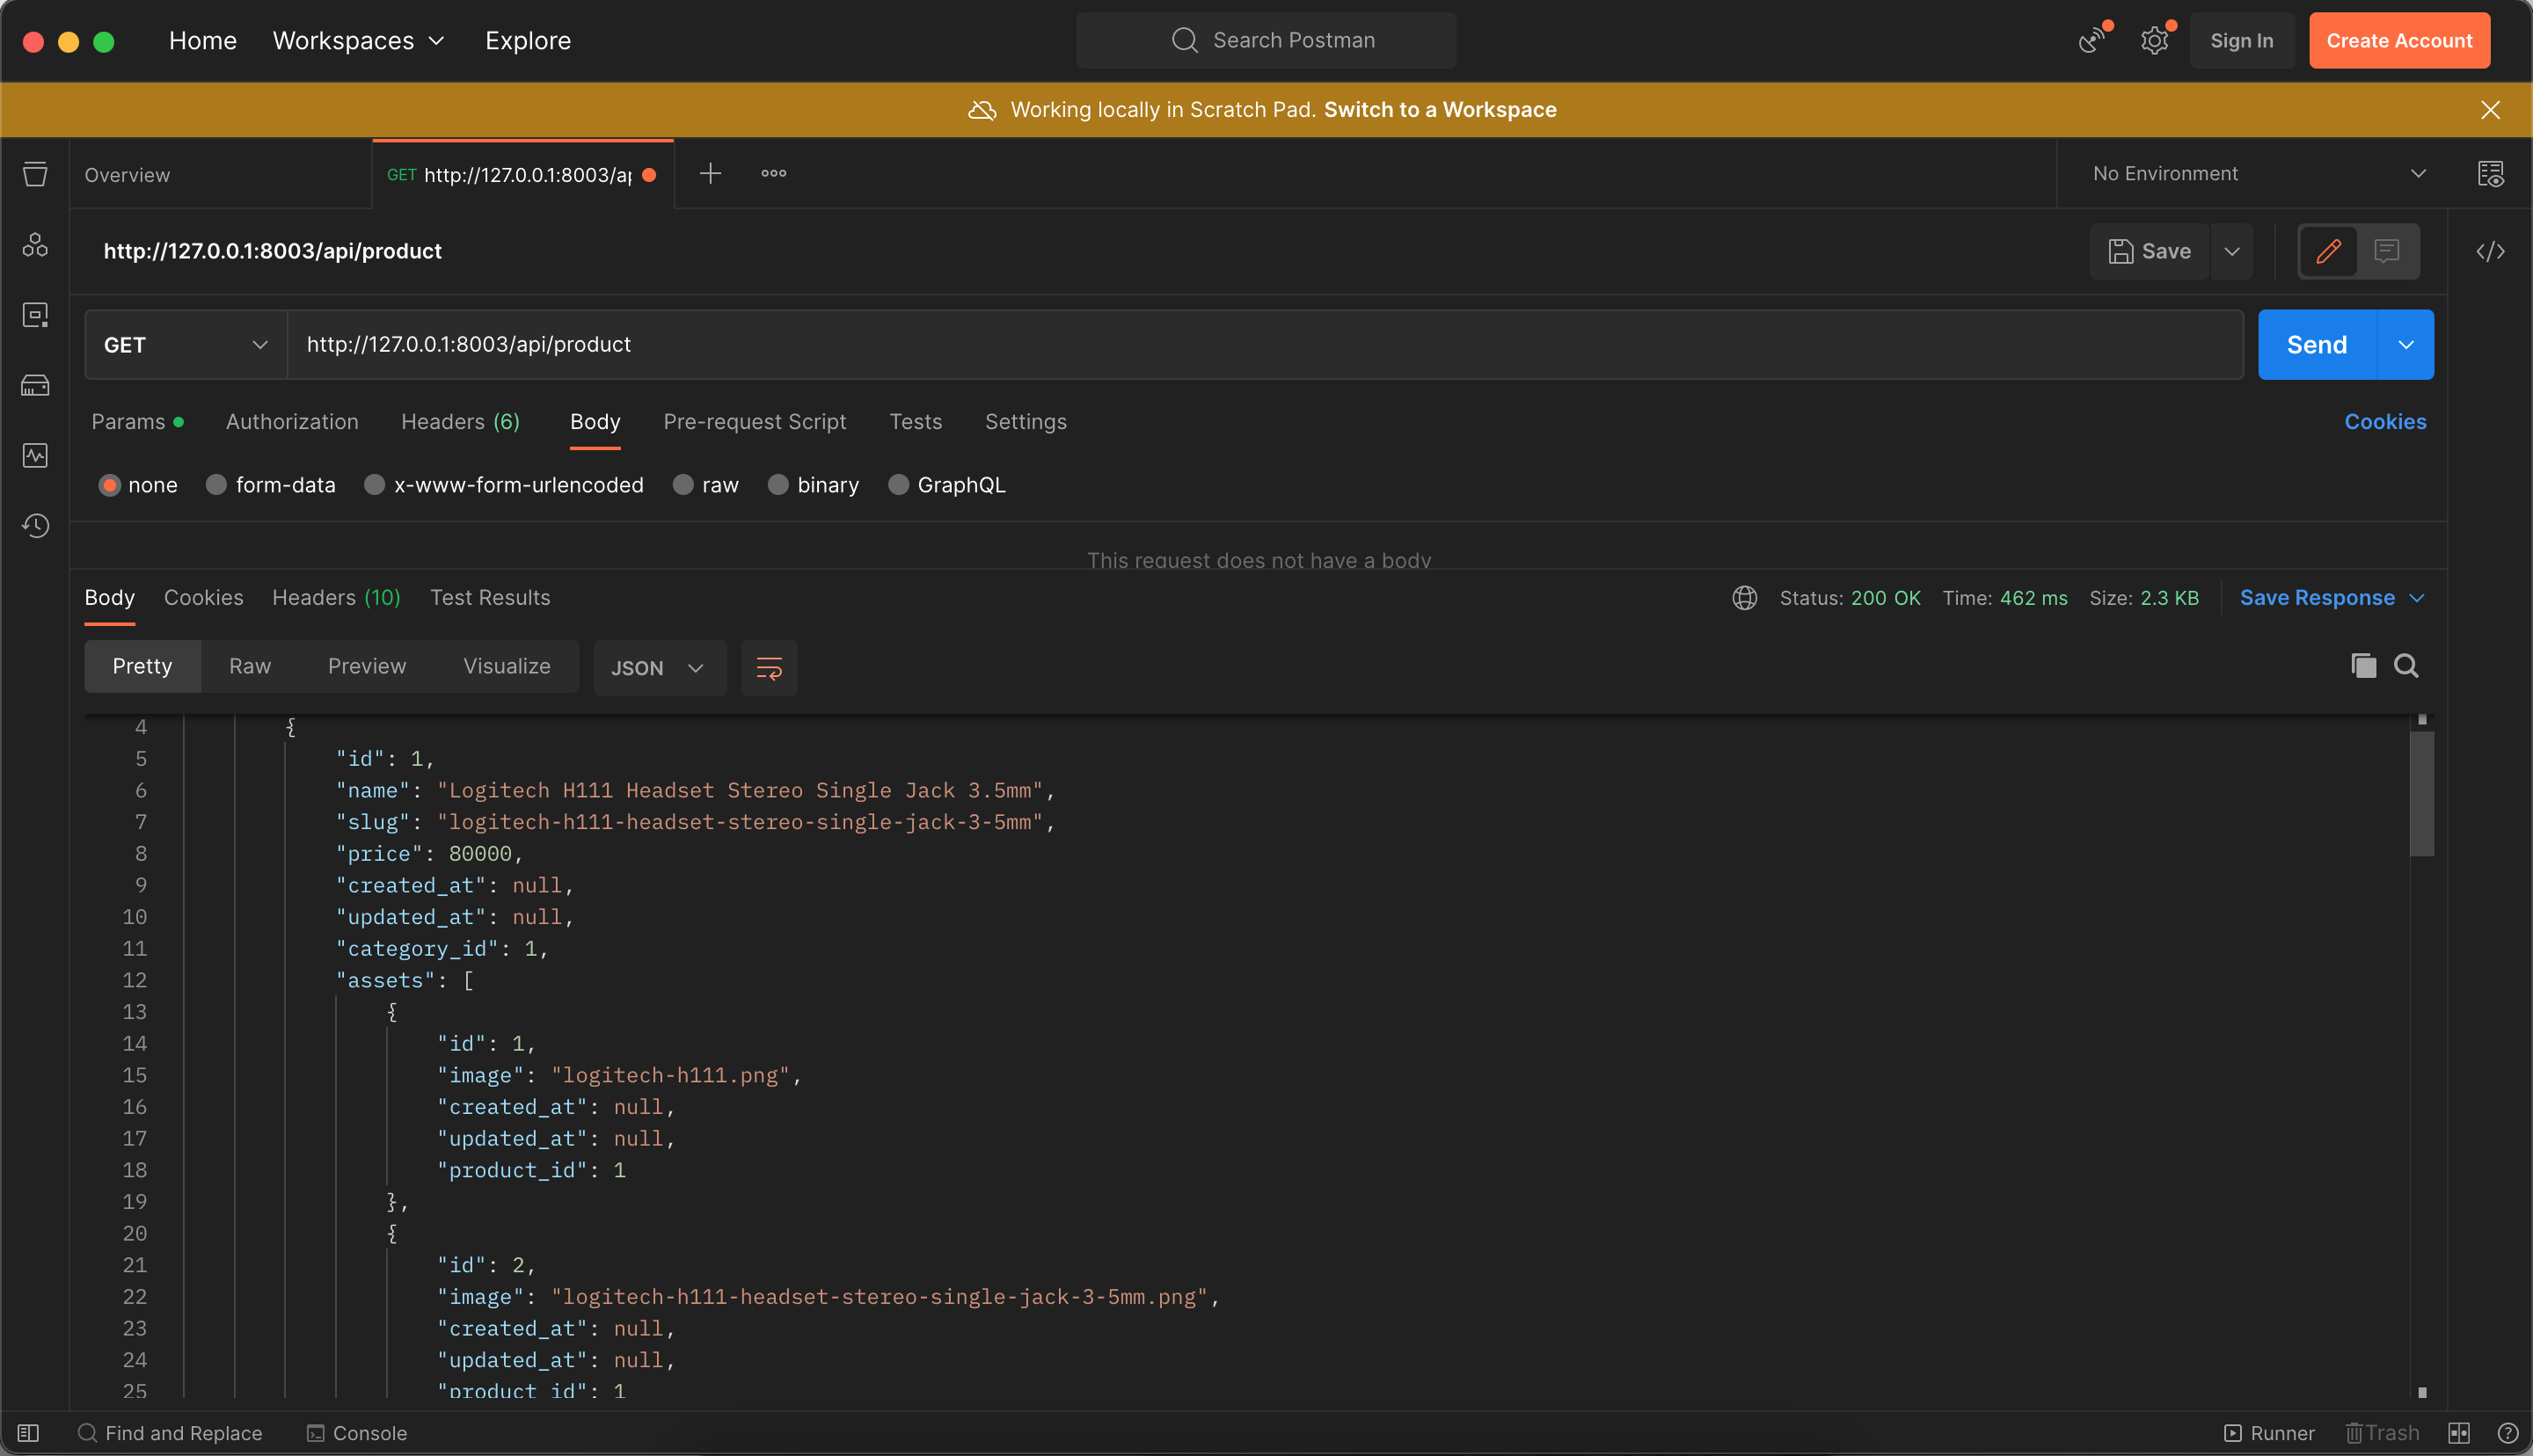 Home Workspaces Explore Search Postman Sign In Create Account
Working locally in Scratch Pad. Switch to a Workspace
Overview GET http://127.0.0.1:8003/ap No Environment
http://127.0.0.1:8003/api/product Save
GET http://127.0.0.1:8003/api/product Send
Params Authorization Headers (6) Body Pre-request Script Tests Settings Cookies
none form-data x-www-form-urlencoded raw binary GraphQL
This request does not have a body
Body Cookies Headers (10) Test Results Status: 200 OK Time: 462 ms Size: 2.3 KB Save Response
Pretty Raw Preview Visualize JSON
4 {
5 "id": 1,
6 "name": "Logitech H111 Headset Stereo Single Jack 3.5mm",
7 "slug": "logitech-h111-headset-stereo-single-jack-3-5mm",
8 "price": 80000,
9 "created_at": null,
10 "updated_at": null,
11 "category_id": 1,
12 "assets": [
13 {
14 "id": 1,
15 "image": "logitech-h111.png",
16 "created_at": null,
17 "updated_at": null,
18 "product_id": 1
19 },
20 {
21 "id": 2,
22 "image": "logitech-h111-headset-stereo-single-jack-3-5mm.png",
23 "created_at": null,
24 "updated_at": null,
25 "product_id": 1
Find and Replace Console Runner Trash